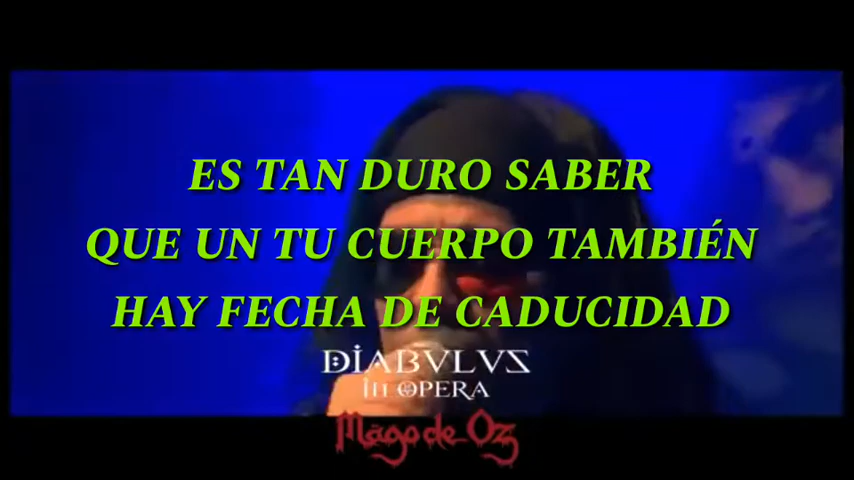 ES TAN DURO SABER
QUE UN TU CUERPO TAMBIÉN
HAY FECHA DE CADUCIDAD
DIABVLVS
IN OPERA
Mägo de Oz